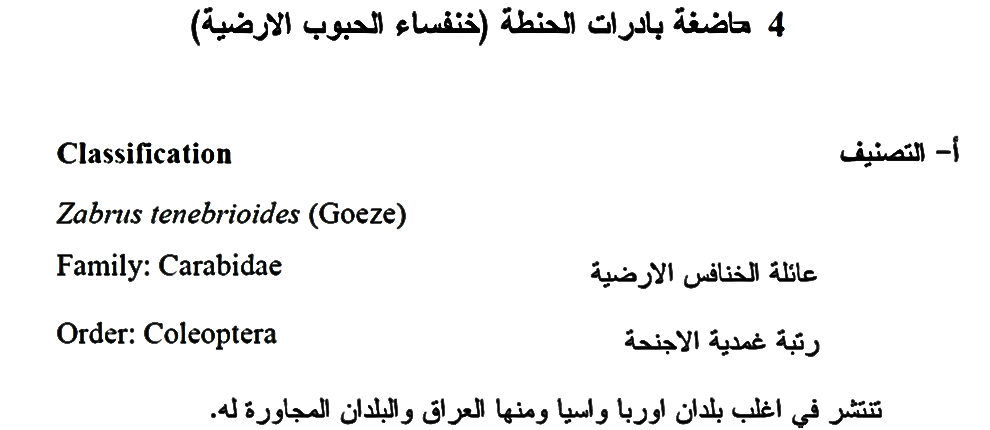 4 ماضغة بادرات الحنطة (خنفساء الحبوب الارضية)
أ- التصنيف Classification
Zabrus tenebrioides (Goeze)
عائلة الخنافس الارضية Family: Carabidae
رتبة غمدية الاجنحة Order: Coleoptera
تنتشر في اغلب بلدان اوربا واسيا ومنها العراق والبلدان المجاورة له.